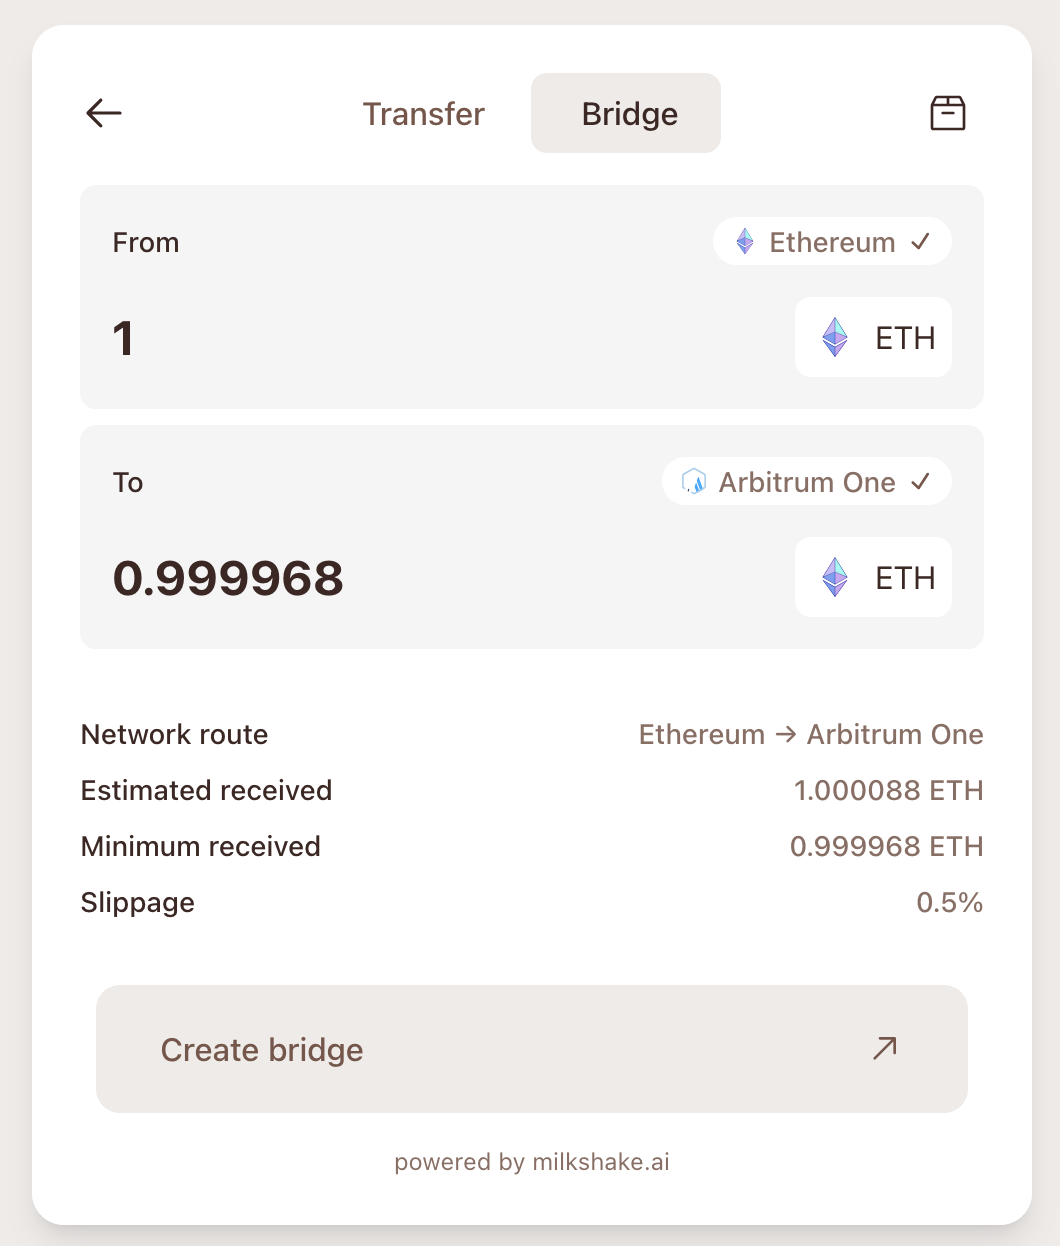 Transfer Bridge
From Ethereum
1 ETH
To Arbitrum One
0.999968 ETH
Network route Ethereum → Arbitrum One
Estimated received 1.000088 ETH
Minimum received 0.999968 ETH
Slippage 0.5%
Create bridge
powered by milkshake.ai